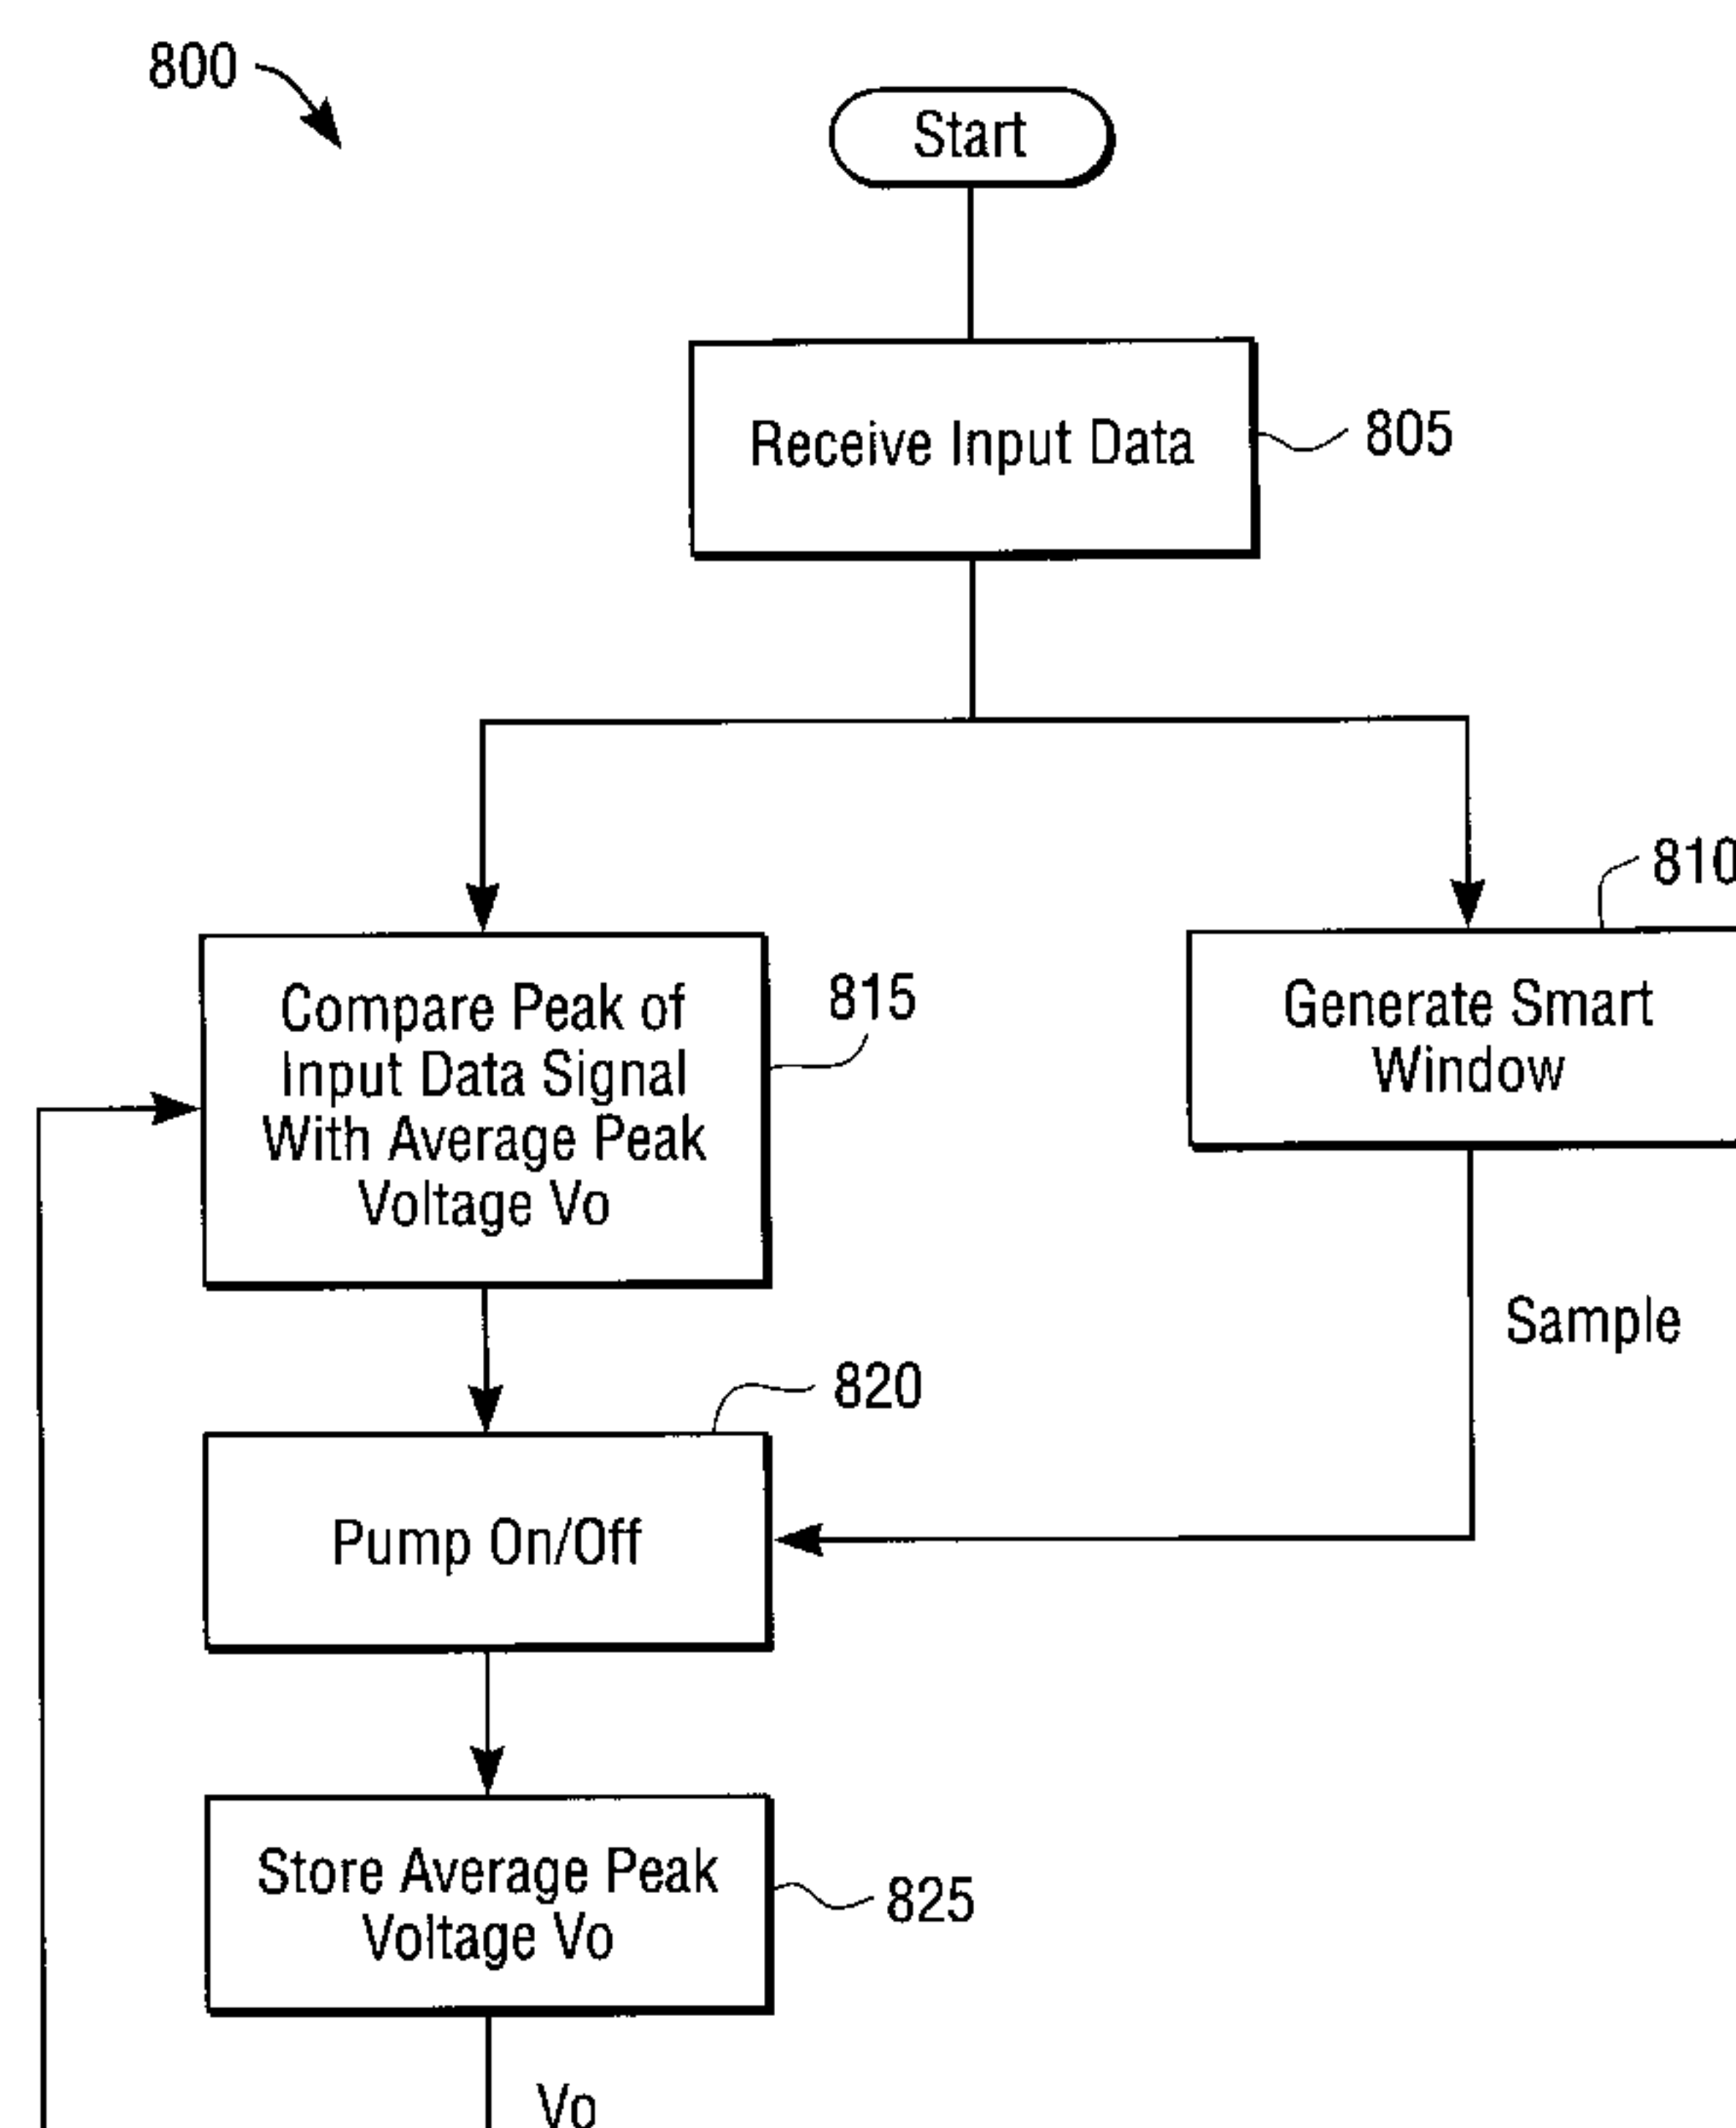 800
Start
Receive Input Data
805
810
Compare Peak of
Input Data Signal
With Average Peak
Voltage Vo
815
Generate Smart
Window
Sample
820
Pump On/Off
Store Average Peak
Voltage Vo
825
Vo